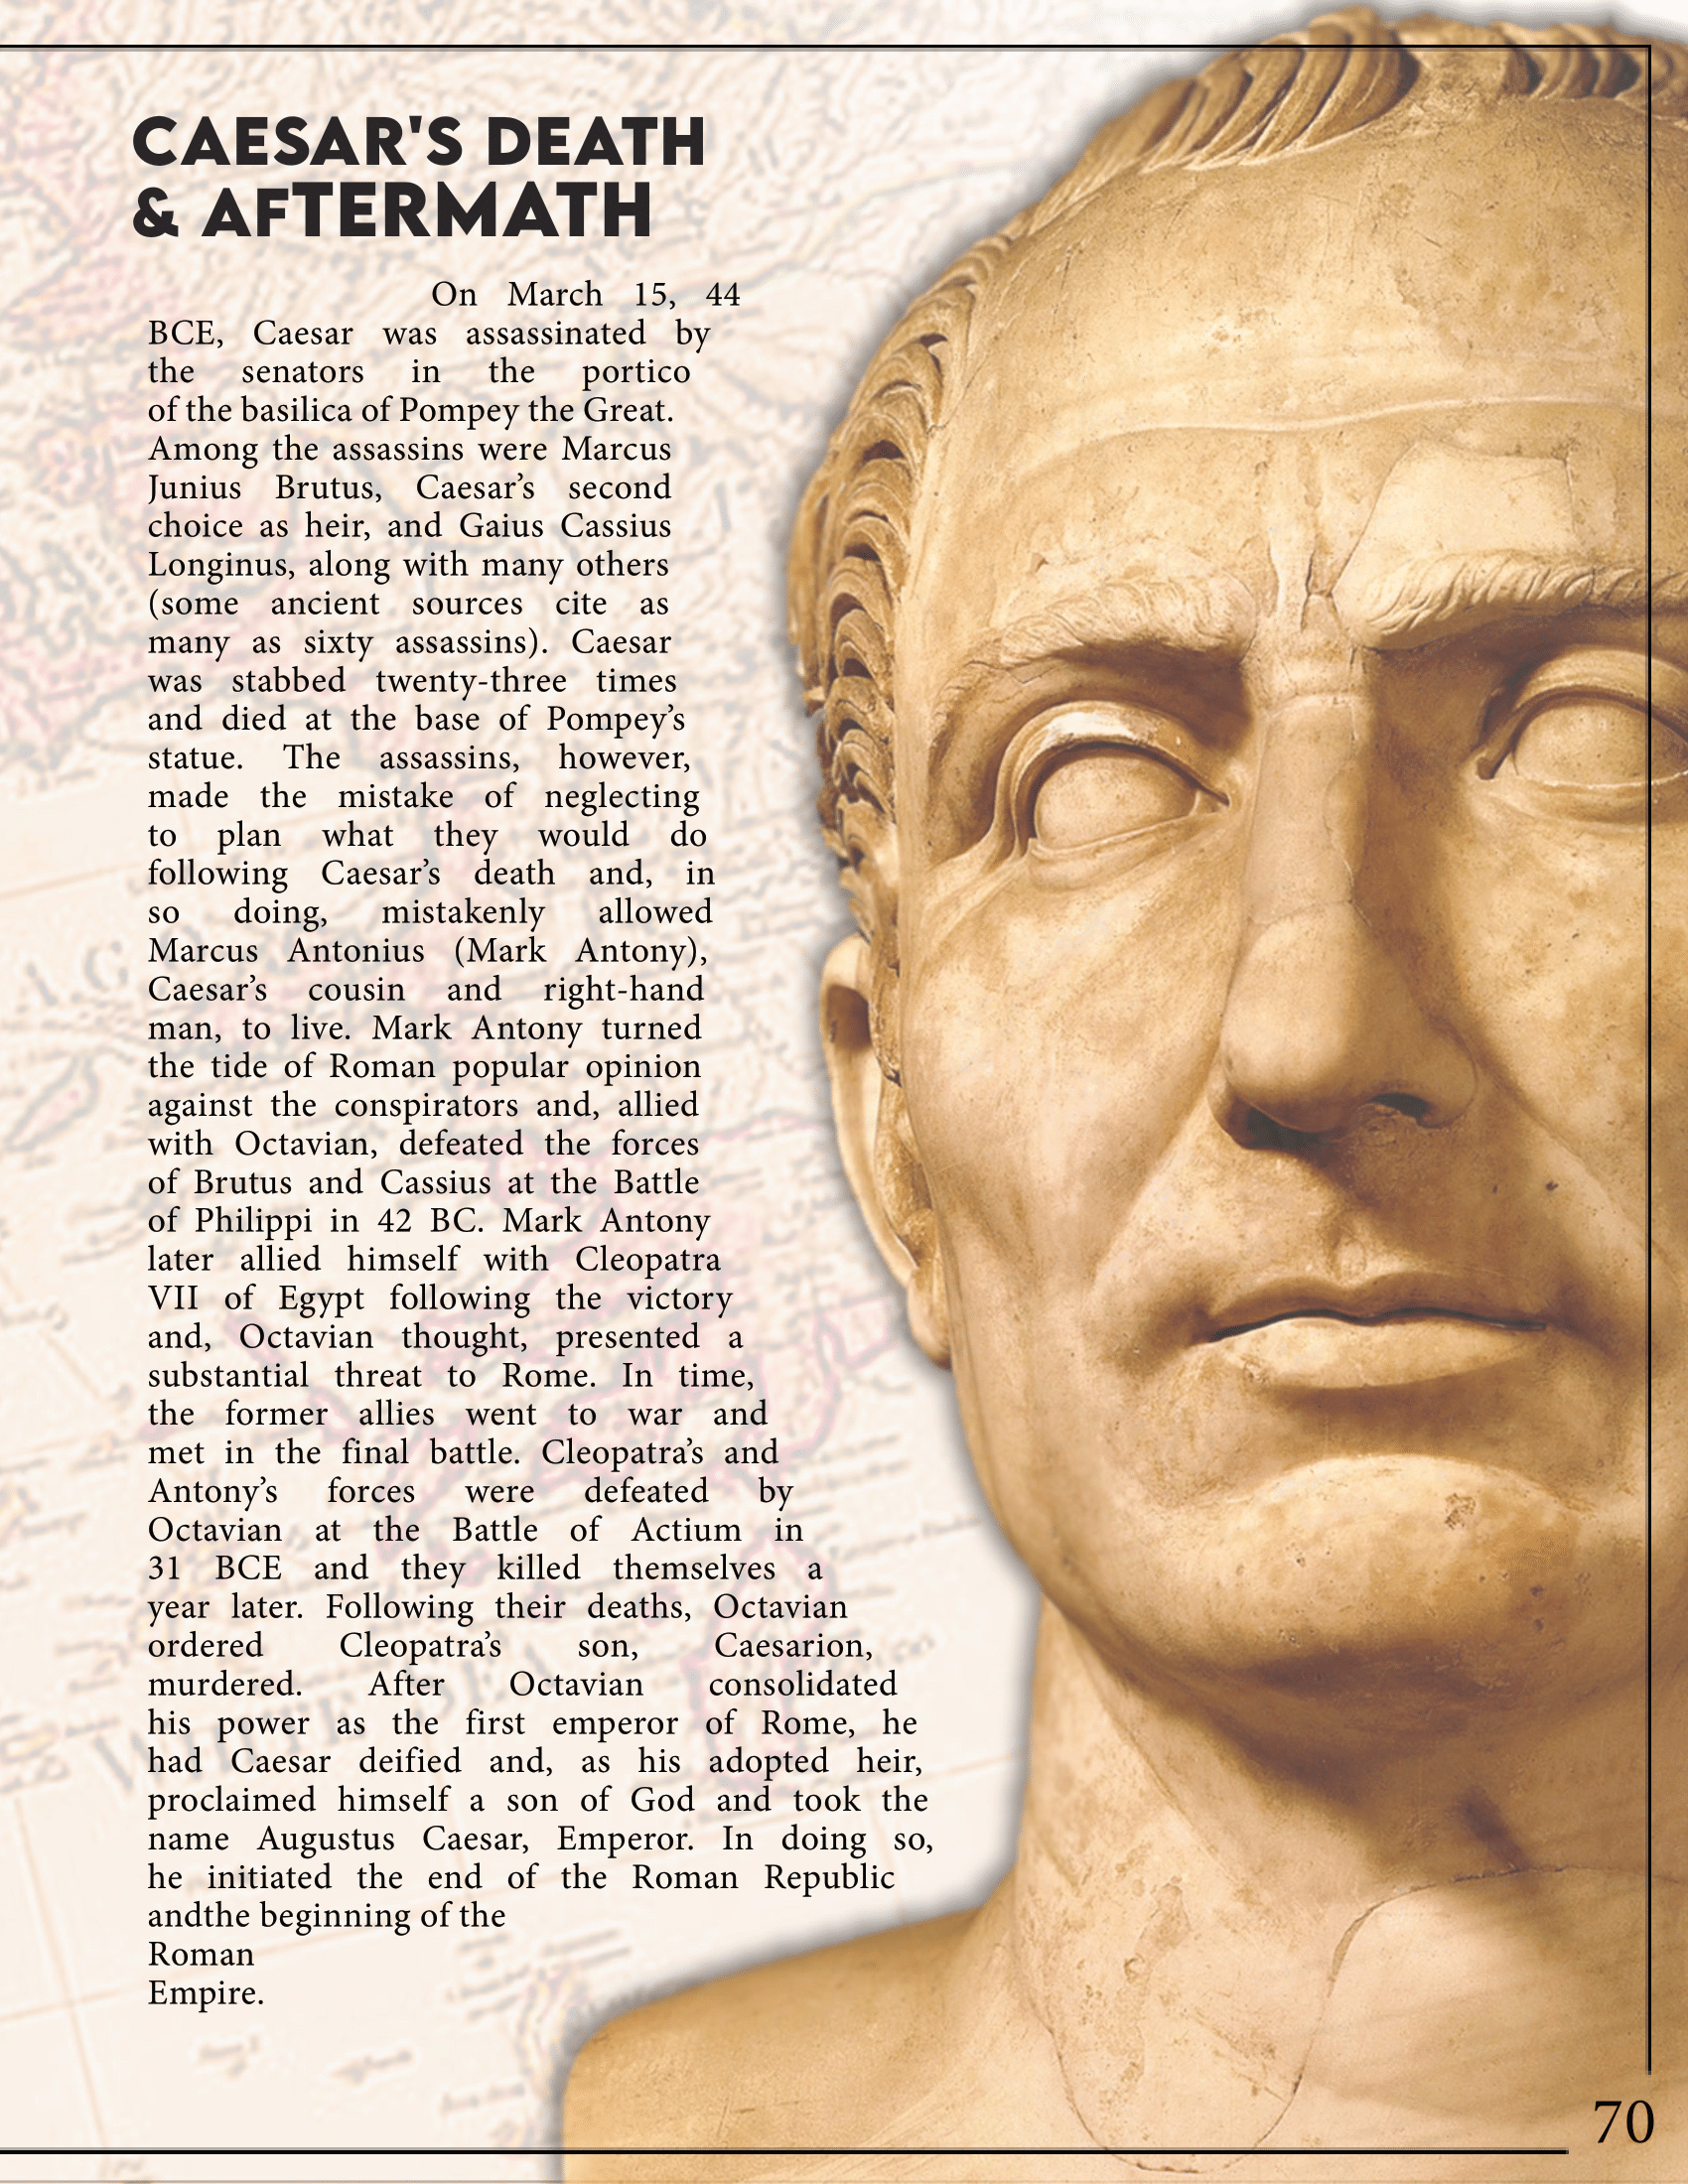 CAESAR'S DEATH
& AFTERMATH
On March 15, 44
BCE, Caesar was assassinated by
the senators in the portico
of the basilica of Pompey the Great.
Among the assassins were Marcus
Junius Brutus, Caesar’s second
choice as heir, and Gaius Cassius
Longinus, along with many others
(some ancient sources cite as
many as sixty assassins). Caesar
was stabbed twenty-three times
and died at the base of Pompey’s
statue. The assassins, however,
made the mistake of neglecting
to plan what they would do
following Caesar’s death and, in
so doing, mistakenly allowed
Marcus Antonius (Mark Antony),
Caesar’s cousin and right-hand
man, to live. Mark Antony turned
the tide of Roman popular opinion
against the conspirators and, allied
with Octavian, defeated the forces
of Brutus and Cassius at the Battle
of Philippi in 42 BC. Mark Antony
later allied himself with Cleopatra
VII of Egypt following the victory
and, Octavian thought, presented a
substantial threat to Rome. In time,
the former allies went to war and
met in the final battle. Cleopatra’s and
Antony’s forces were defeated by
Octavian at the Battle of Actium in
31 BCE and they killed themselves a
year later. Following their deaths, Octavian
ordered Cleopatra’s son, Caesarion,
murdered. After Octavian consolidated
his power as the first emperor of Rome, he
had Caesar deified and, as his adopted heir,
proclaimed himself a son of God and took the
name Augustus Caesar, Emperor. In doing so,
he initiated the end of the Roman Republic
andthe beginning of the
Roman
Empire.
70